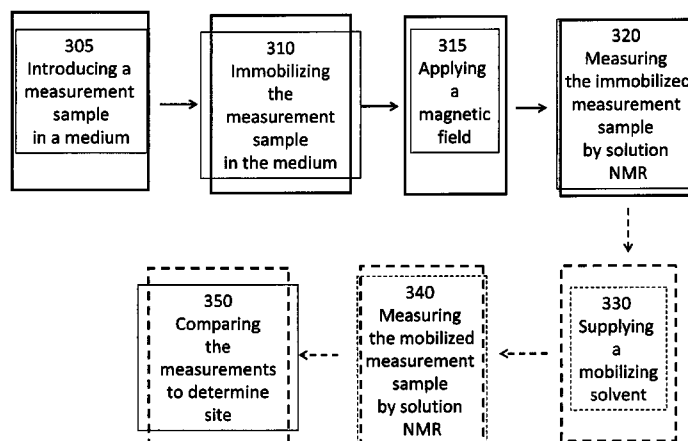 305
Introducing a
measurement
sample
in a medium
310
Immobilizing
the
measurement
sample
in the medium
315
Applying
a
magnetic
field
320
Measuring
the immobilized
measurement
sample
by solution
NMR
330
Supplying
a
mobilizing
solvent
340
Measuring
the mobilized
measurement
sample
by solution
NMR
350
Comparing
the
measurements
to determine
site